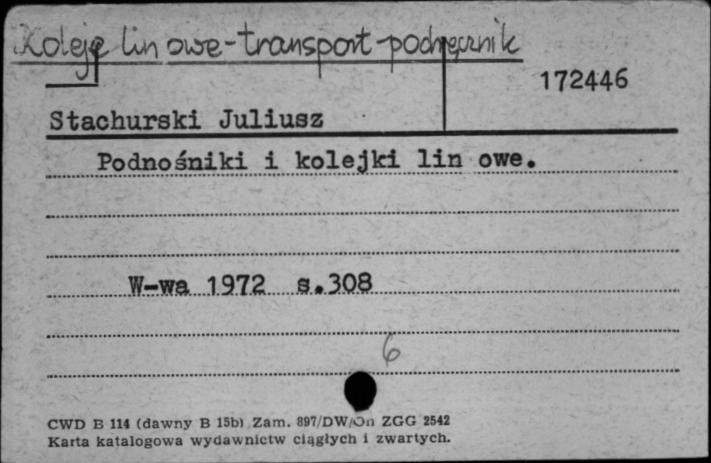 Koleje linowe-transport-podręcznik
172446
Stachurski Juliusz
Podnośniki i kolejki lin owe.
W-wa 1972 s.308
6
CWD B 114 (dawny B 15b) Zam. 897/DW/On ZGG 2542
Karta katalogowa wydawnictw ciągłych i zwartych.